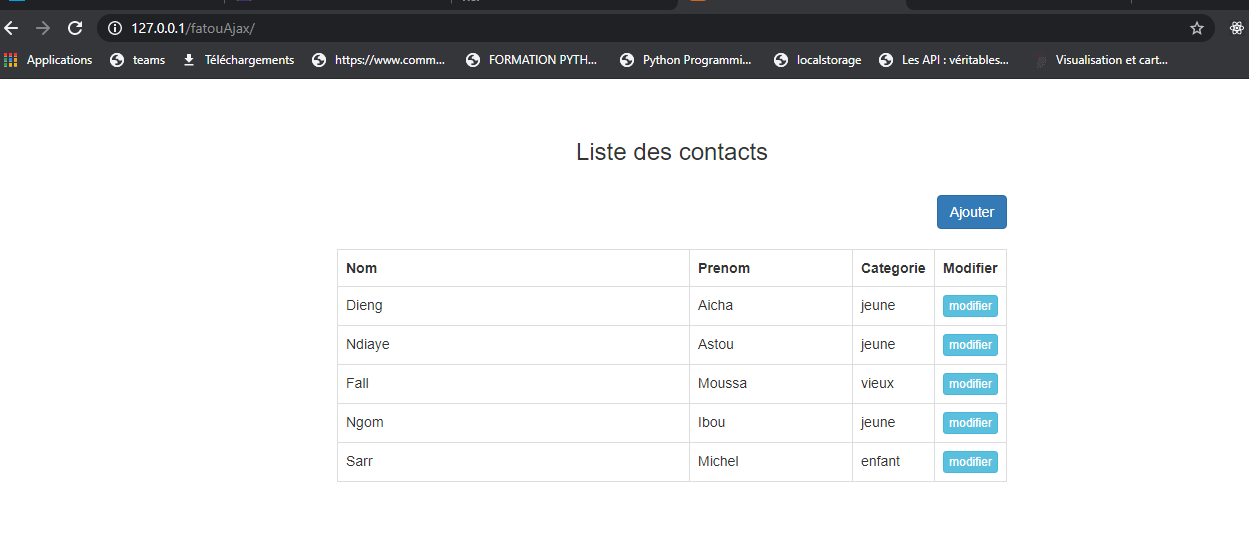 127.0.0.1/fatouAjax/
Applications teams Téléchargements https://www.comm... FORMATION PYTH... Python Programmi... localstorage Les API : véritables... Visualisation et cart...
Liste des contacts
Ajouter
Nom Prenom Categorie Modifier
Dieng Aicha jeune modifier
Ndiaye Astou jeune modifier
Fall Moussa vieux modifier
Ngom Ibou jeune modifier
Sarr Michel enfant modifier